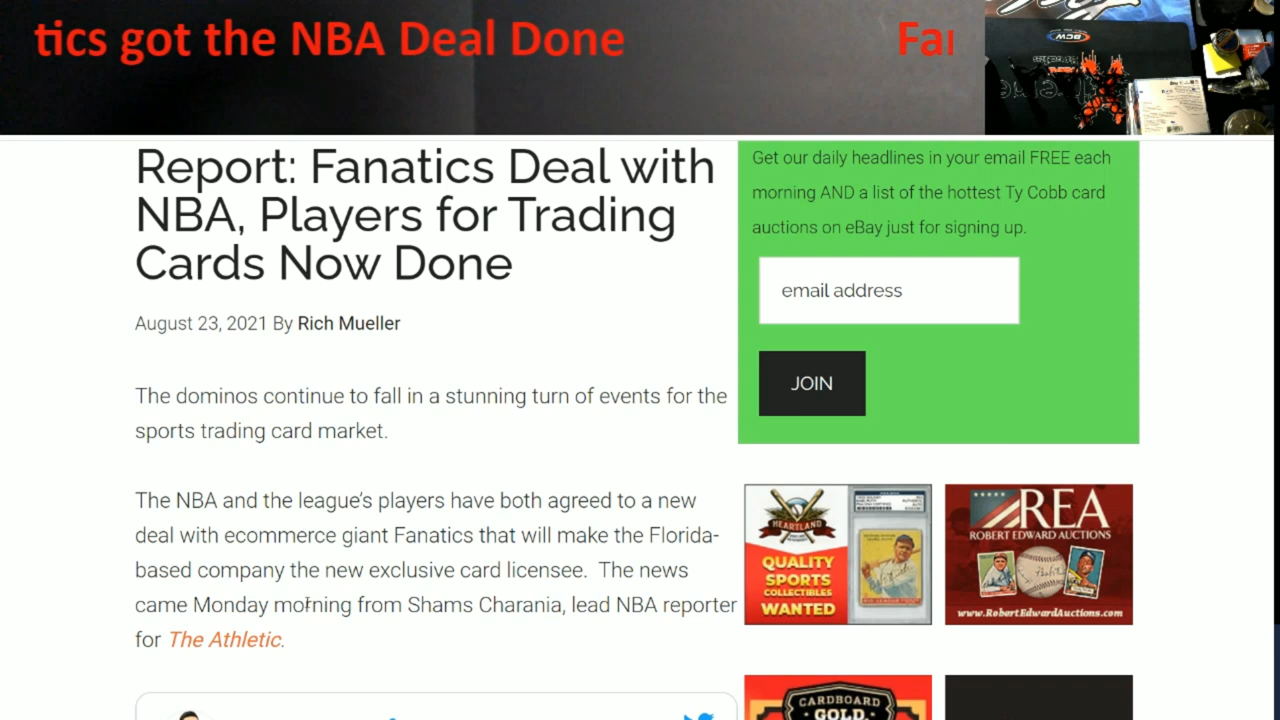 tics got the NBA Deal Done
Fa
BCW
Report: Fanatics Deal with
NBA, Players for Trading
Cards Now Done
August 23, 2021 By Rich Mueller
The dominos continue to fall in a stunning turn of events for the
sports trading card market.
The NBA and the league's players have both agreed to a new
deal with ecommerce giant Fanatics that will make the Florida-
based company the new exclusive card licensee. The news
came Monday morning from Shams Charania, lead NBA reporter
for The Athletic.
Get our daily headlines in your email FREE each
morning AND a list of the hottest Ty Cobb card
auctions on eBay just for signing up.
email address
JOIN
HEARTLAND
QUALITY
SPORTS
COLLECTIBLES
WANTED
REA
ROBERT EDWARD AUCTIONS
www.RobertEdwardAuctions.com
CARDBOARD
GOLD